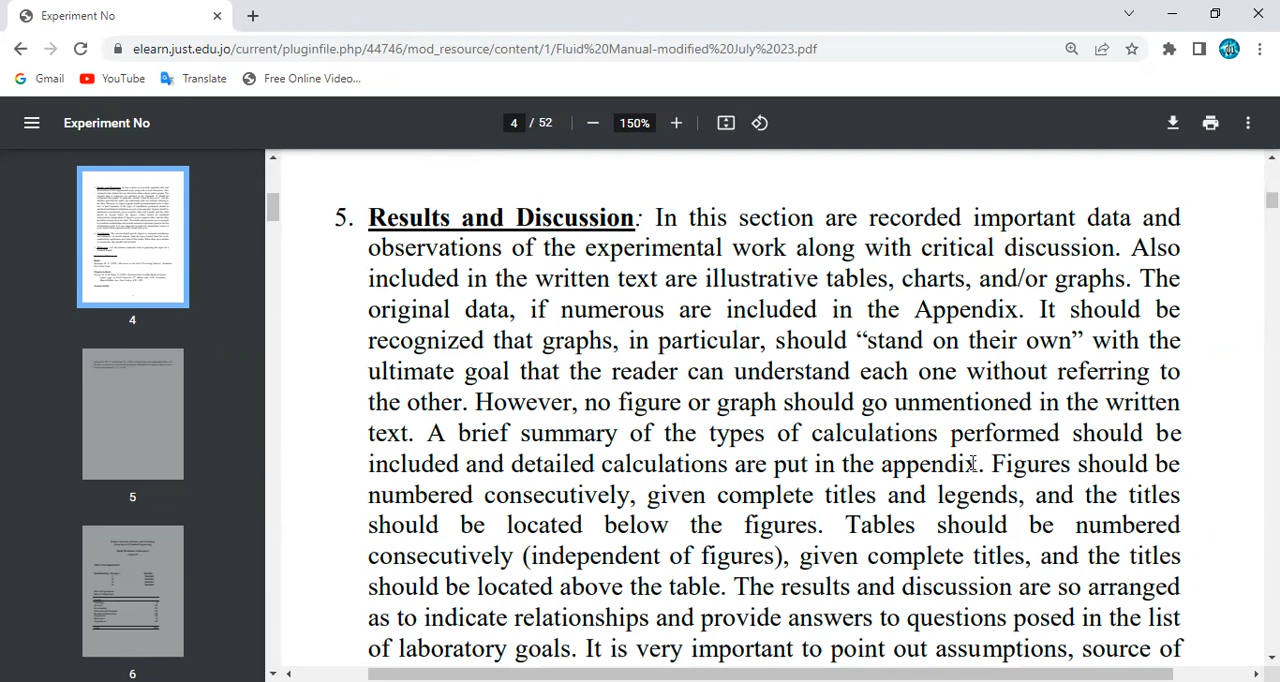 Experiment No
elearn.just.edu.jo/current/pluginfile.php/44746/mod_resource/content/1/Fluid%20Manual-modified%20July%202023.pdf
Gmail YouTube Translate Free Online Video...
Experiment No 4 / 52 150%
4
5
6
5. Results and Discussion: In this section are recorded important data and
observations of the experimental work along with critical discussion. Also
included in the written text are illustrative tables, charts, and/or graphs. The
original data, if numerous are included in the Appendix. It should be
recognized that graphs, in particular, should “stand on their own” with the
ultimate goal that the reader can understand each one without referring to
the other. However, no figure or graph should go unmentioned in the written
text. A brief summary of the types of calculations performed should be
included and detailed calculations are put in the appendix. Figures should be
numbered consecutively, given complete titles and legends, and the titles
should be located below the figures. Tables should be numbered
consecutively (independent of figures), given complete titles, and the titles
should be located above the table. The results and discussion are so arranged
as to indicate relationships and provide answers to questions posed in the list
of laboratory goals. It is very important to point out assumptions, source of